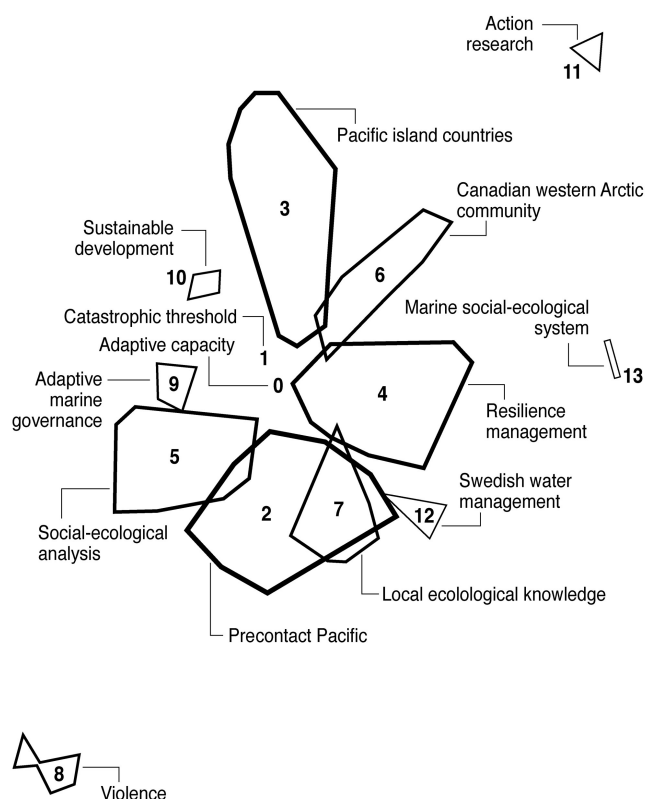 Action
research
11
Pacific island countries
3
Canadian western Arctic
community
Sustainable
development
10
6
Marine social-ecological
system
Catastrophic threshold
1
Adaptive capacity
0
13
Adaptive
marine
governance
9
4
Resilience
management
5
Swedish water
management
2
7
12
Social-ecological
analysis
Local ecolological knowledge
Precontact Pacific
8
Violence